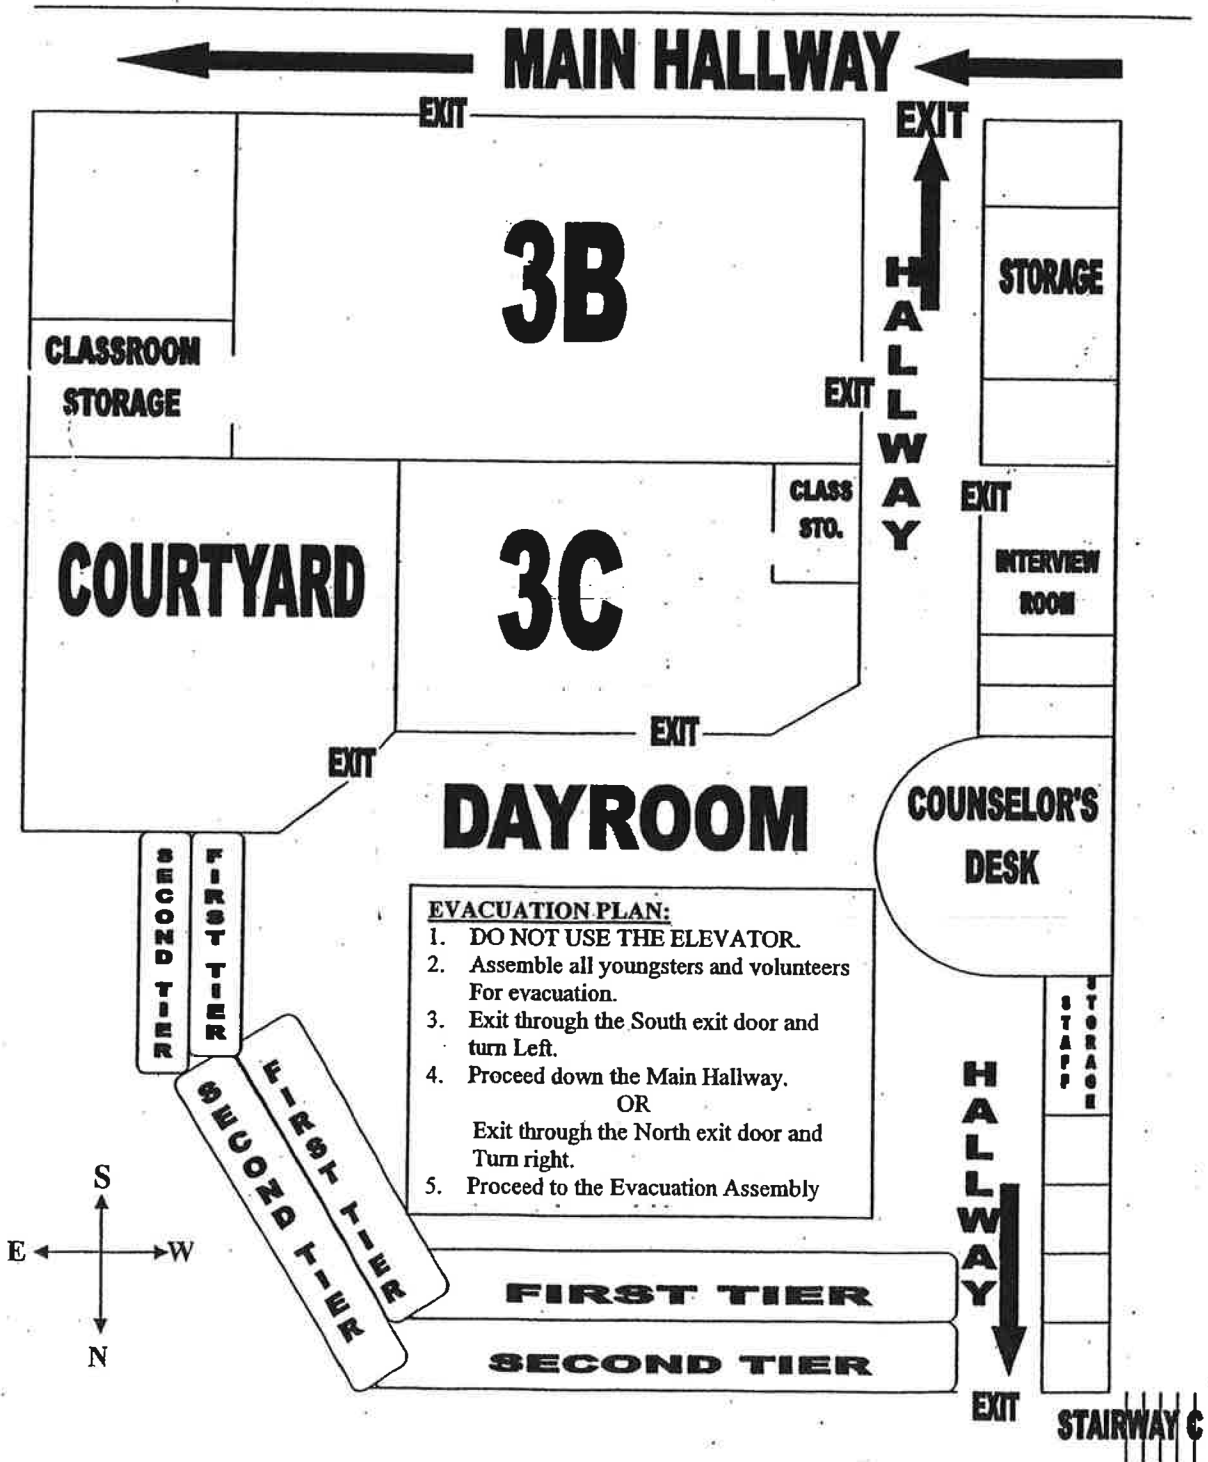 MAIN HALLWAY
EXIT
EXIT
3B
HALLWAY
STORAGE
CLASSROOM
STORAGE
EXIT
CLASS
STO.
EXIT
COURTYARD
3C
INTERVIEW
ROOM
EXIT
EXIT
DAYROOM
COUNSELOR'S
DESK
SECOND TIER
FIRST TIER
EVACUATION PLAN:
1. DO NOT USE THE ELEVATOR.
2. Assemble all youngsters and volunteers
For evacuation.
3. Exit through the South exit door and
turn Left.
4. Proceed down the Main Hallway.
OR
Exit through the North exit door and
Turn right.
5. Proceed to the Evacuation Assembly
STAFF
STORAGE
HALLWAY
FIRST TIER
SECOND TIER
S
E W
N
FIRST TIER
SECOND TIER
EXIT
STAIRWAY C